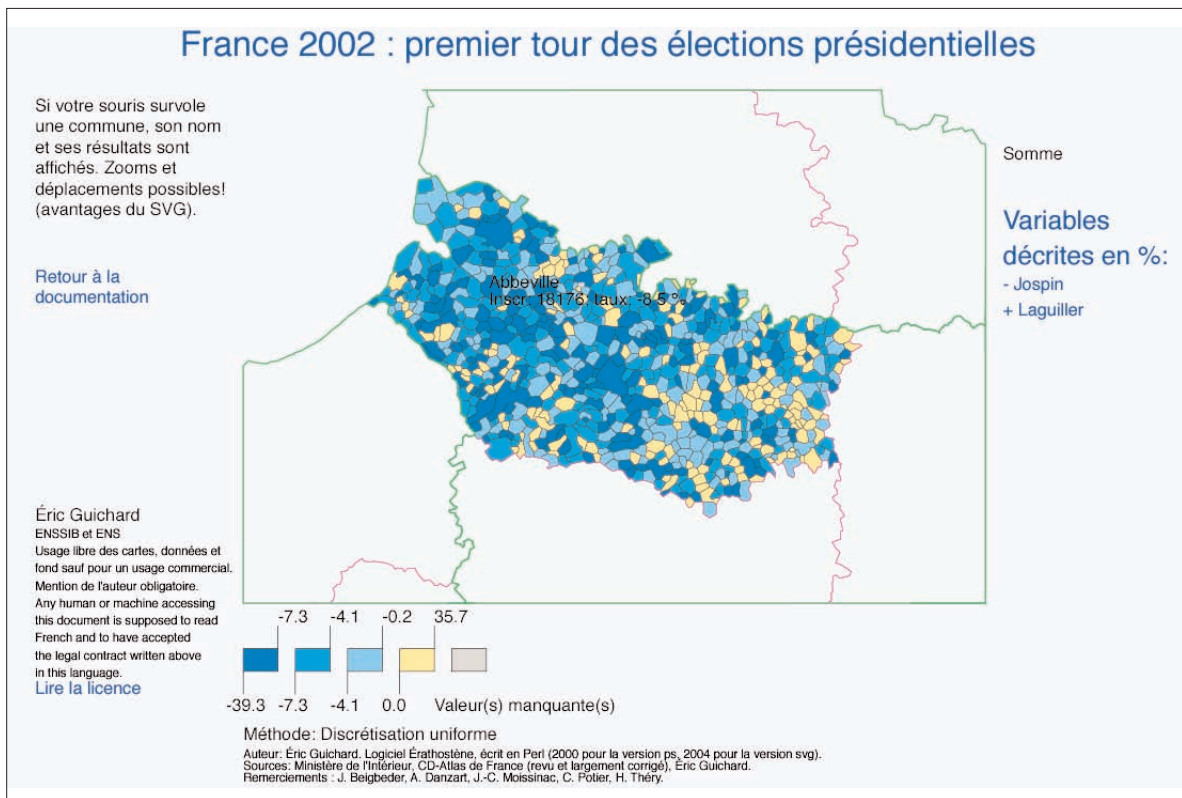 France 2002 : premier tour des élections présidentielles
Si votre souris survole
une commune, son nom
et ses résultats sont
affichés. Zooms et
déplacements possibles!
(avantages du SVG).
Retour à la
documentation
Abbeville
Inscr: 18176; taux: -8.5 %
Somme
Variables
décrites en %:
- Jospin
+ Laguiller
Éric Guichard
ENSSIB et ENS
Usage libre des cartes, données et
fond sauf pour un usage commercial.
Mention de l'auteur obligatoire.
Any human or machine accessing
this document is supposed to read
French and to have accepted
the legal contract written above
in this language.
Lire la licence
-7.3 -4.1 -0.2 35.7
-39.3 -7.3 -4.1 0.0 Valeur(s) manquante(s)
Méthode: Discrétisation uniforme
Auteur: Éric Guichard. Logiciel Érathostène, écrit en Perl (2000 pour la version ps, 2004 pour la version svg).
Sources: Ministère de l'Intérieur, CD-Atlas de France (revu et largement corrigé), Éric Guichard.
Remerciements : J. Beigbeder, A. Danzart, J.-C. Moissinac, C. Potier, H. Théry.